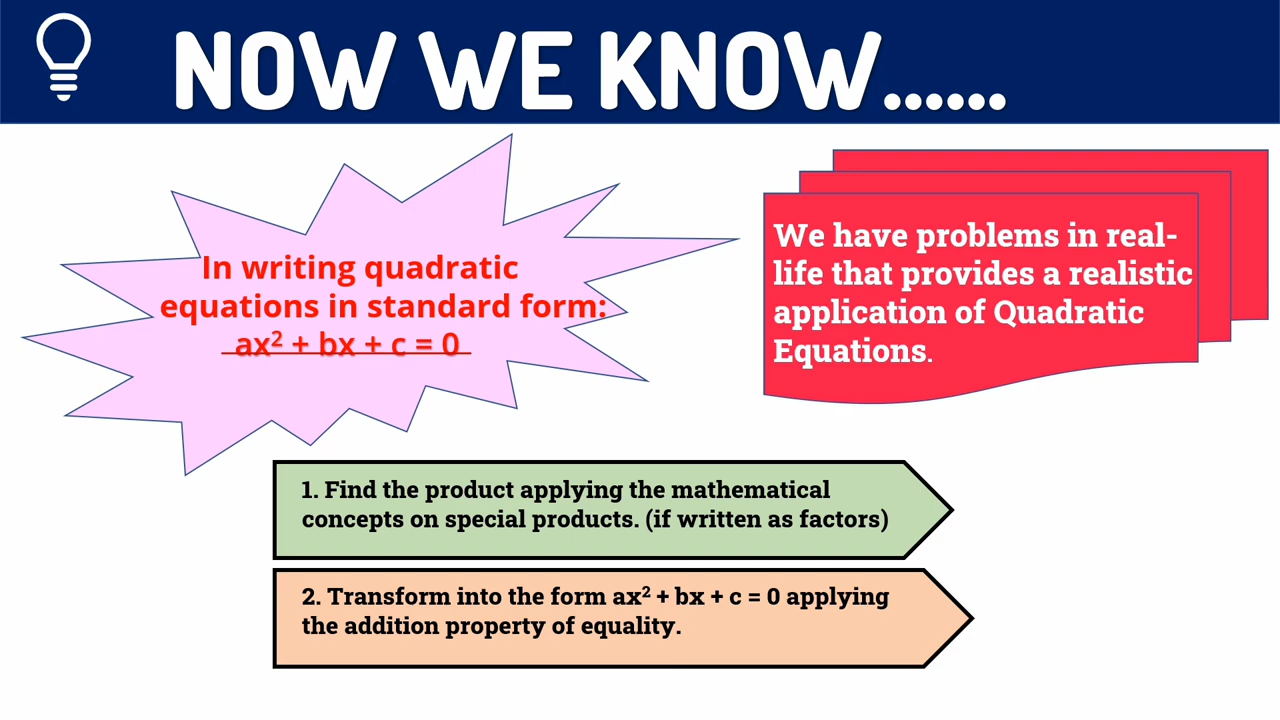 NOW WE KNOW......
In writing quadratic
equations in standard form:
ax² + bx + c = 0
We have problems in real-
life that provides a realistic
application of Quadratic
Equations.
1. Find the product applying the mathematical
concepts on special products. (if written as factors)
2. Transform into the form ax² + bx + c = 0 applying
the addition property of equality.